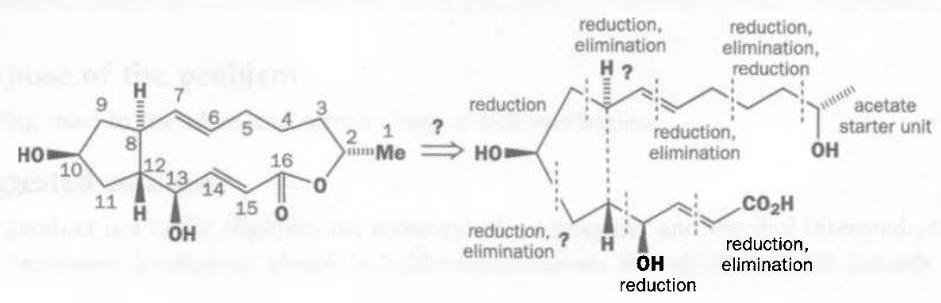 reduction,
elimination
reduction,
elimination,
reduction
H ?
H
9
7
3
6
5
4
1
2
Me
?
reduction
acetate
starter unit
8
HO
10
12
13
16
reduction,
elimination
OH
HO
11
14
15
O
O
H
OH
CO₂H
reduction,
elimination
?
H
OH
reduction
reduction,
elimination